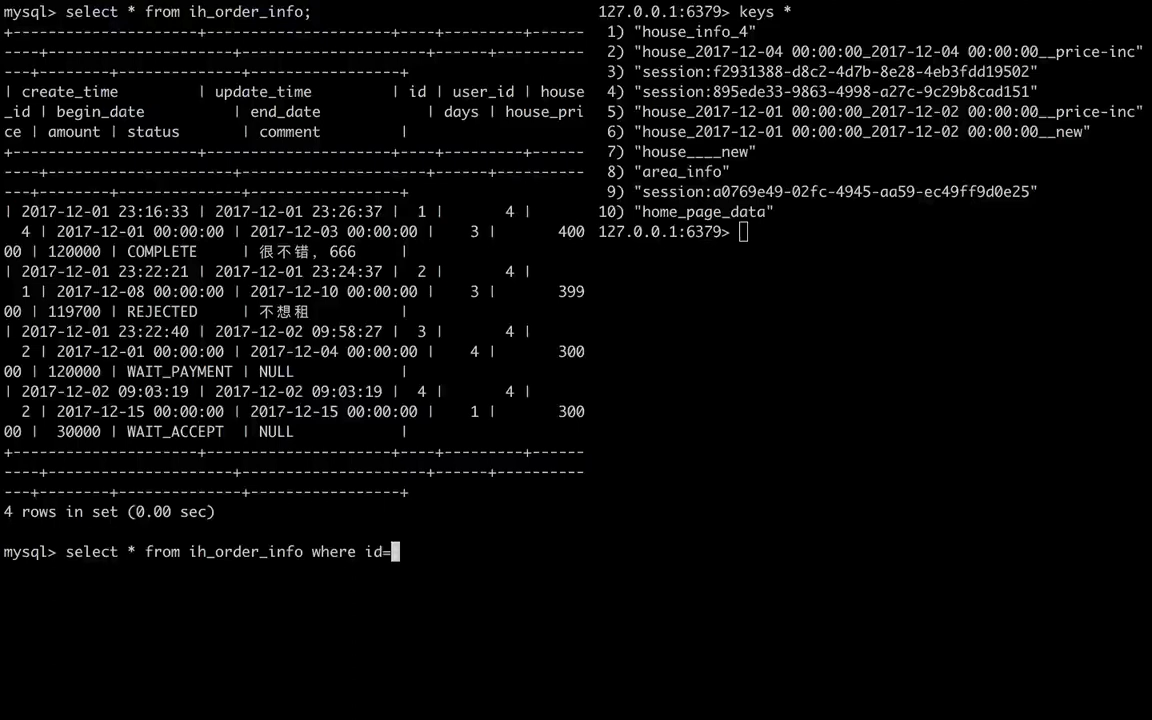 mysql> select * from ih_order_info;
+---------------------+---------------------+----+---------+------
----+---------------------+---------------------+------+----------
---+--------+--------------+-----------------+
| create_time         | update_time         | id | user_id | house
_id | begin_date          | end_date            | days | house_pri
ce | amount | status       | comment         |
+---------------------+---------------------+----+---------+------
----+---------------------+---------------------+------+----------
---+--------+--------------+-----------------+
| 2017-12-01 23:16:33 | 2017-12-01 23:26:37 |  1 |       4 |
  4 | 2017-12-01 00:00:00 | 2017-12-03 00:00:00 |    3 |       400
00 | 120000 | COMPLETE     | 很不错，666      |
| 2017-12-01 23:22:21 | 2017-12-01 23:24:37 |  2 |       4 |
  1 | 2017-12-08 00:00:00 | 2017-12-10 00:00:00 |    3 |       399
00 | 119700 | REJECTED     | 不想租          |
| 2017-12-01 23:22:40 | 2017-12-02 09:58:27 |  3 |       4 |
  2 | 2017-12-01 00:00:00 | 2017-12-04 00:00:00 |    4 |       300
00 | 120000 | WAIT_PAYMENT | NULL            |
| 2017-12-02 09:03:19 | 2017-12-02 09:03:19 |  4 |       4 |
  2 | 2017-12-15 00:00:00 | 2017-12-15 00:00:00 |    1 |       300
00 |  30000 | WAIT_ACCEPT  | NULL            |
+---------------------+---------------------+----+---------+------
----+---------------------+---------------------+------+----------
---+--------+--------------+-----------------+
4 rows in set (0.00 sec)
mysql> select * from ih_order_info where id=
127.0.0.1:6379> keys *
 1) "house_info_4"
 2) "house_2017-12-04 00:00:00_2017-12-04 00:00:00__price-inc"
 3) "session:f2931388-d8c2-4d7b-8e28-4eb3fdd19502"
 4) "session:895ede33-9863-4998-a27c-9c29b8cad151"
 5) "house_2017-12-01 00:00:00_2017-12-02 00:00:00__price-inc"
 6) "house_2017-12-01 00:00:00_2017-12-02 00:00:00__new"
 7) "house____new"
 8) "area_info"
 9) "session:a0769e49-02fc-4945-aa59-ec49ff9d0e25"
10) "home_page_data"
127.0.0.1:6379>